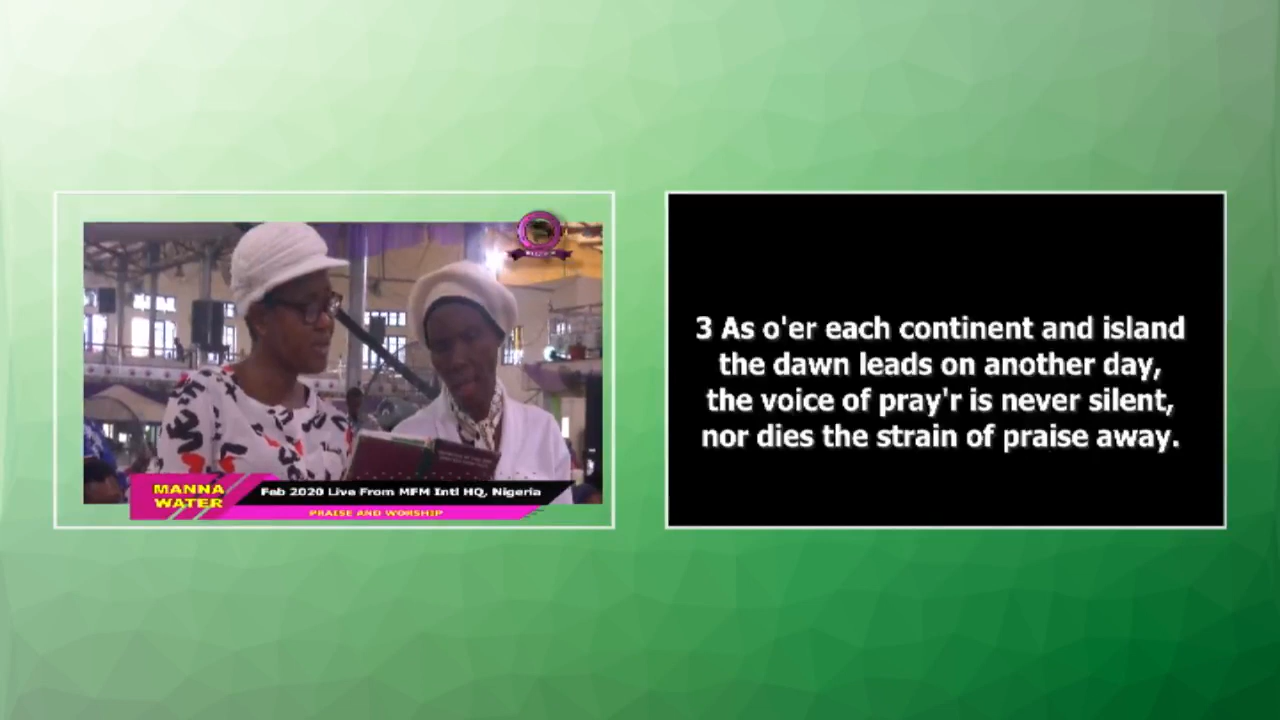 MANNA
WATER
Feb 2020 Live From MFM Intl HQ, Nigeria
PRAISE AND WORSHIP
3 As o'er each continent and island
the dawn leads on another day,
the voice of pray'r is never silent,
nor dies the strain of praise away.